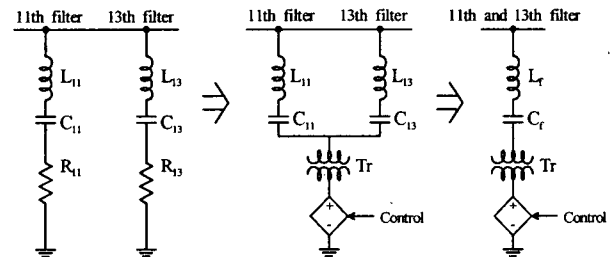 11th filter 13th filter
L11 L13
C11 C13
R11 R13
11th filter 13th filter
L11 L13
C11 C13
Tr
+
-
Control
11th and 13th filter
Lf
Cf
Tr
+
-
Control